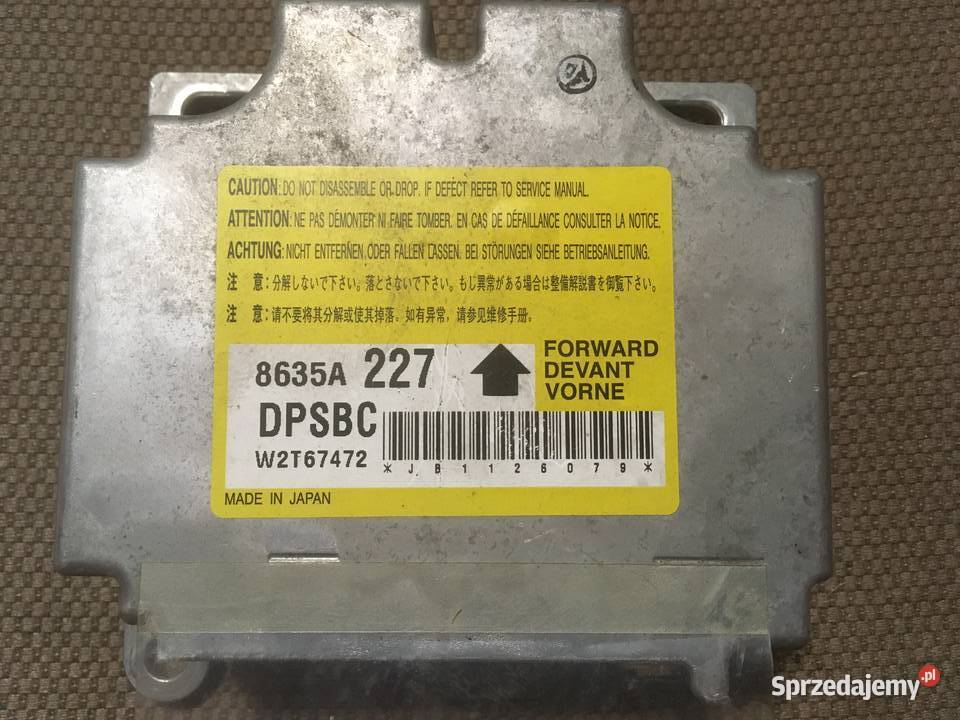 CAUTION: DO NOT DISASSEMBLE OR DROP. IF DEFECT REFER TO SERVICE MANUAL.
ATTENTION: NE PAS DÉMONTER NI FAIRE TOMBER. EN CAS DE DÉFAILLANCE CONSULTER LA NOTICE.
ACHTUNG: NICHT ENTFERNEN ODER FALLEN LASSEN. BEI STÖRUNGEN SIEHE BETRIEBSANLEITUNG.
注 意:分解しないで下さい。落とさないで下さい。もし異常がある場合は整備解説書を御覧下さい。
注 意:请不要将其分解或使其掉落。如有异常，请参见维修手册。
8635A 227
FORWARD
DEVANT
VORNE
DPSBC
W2T67472
*JB1126079*
MADE IN JAPAN
Sprzedajemy.pl